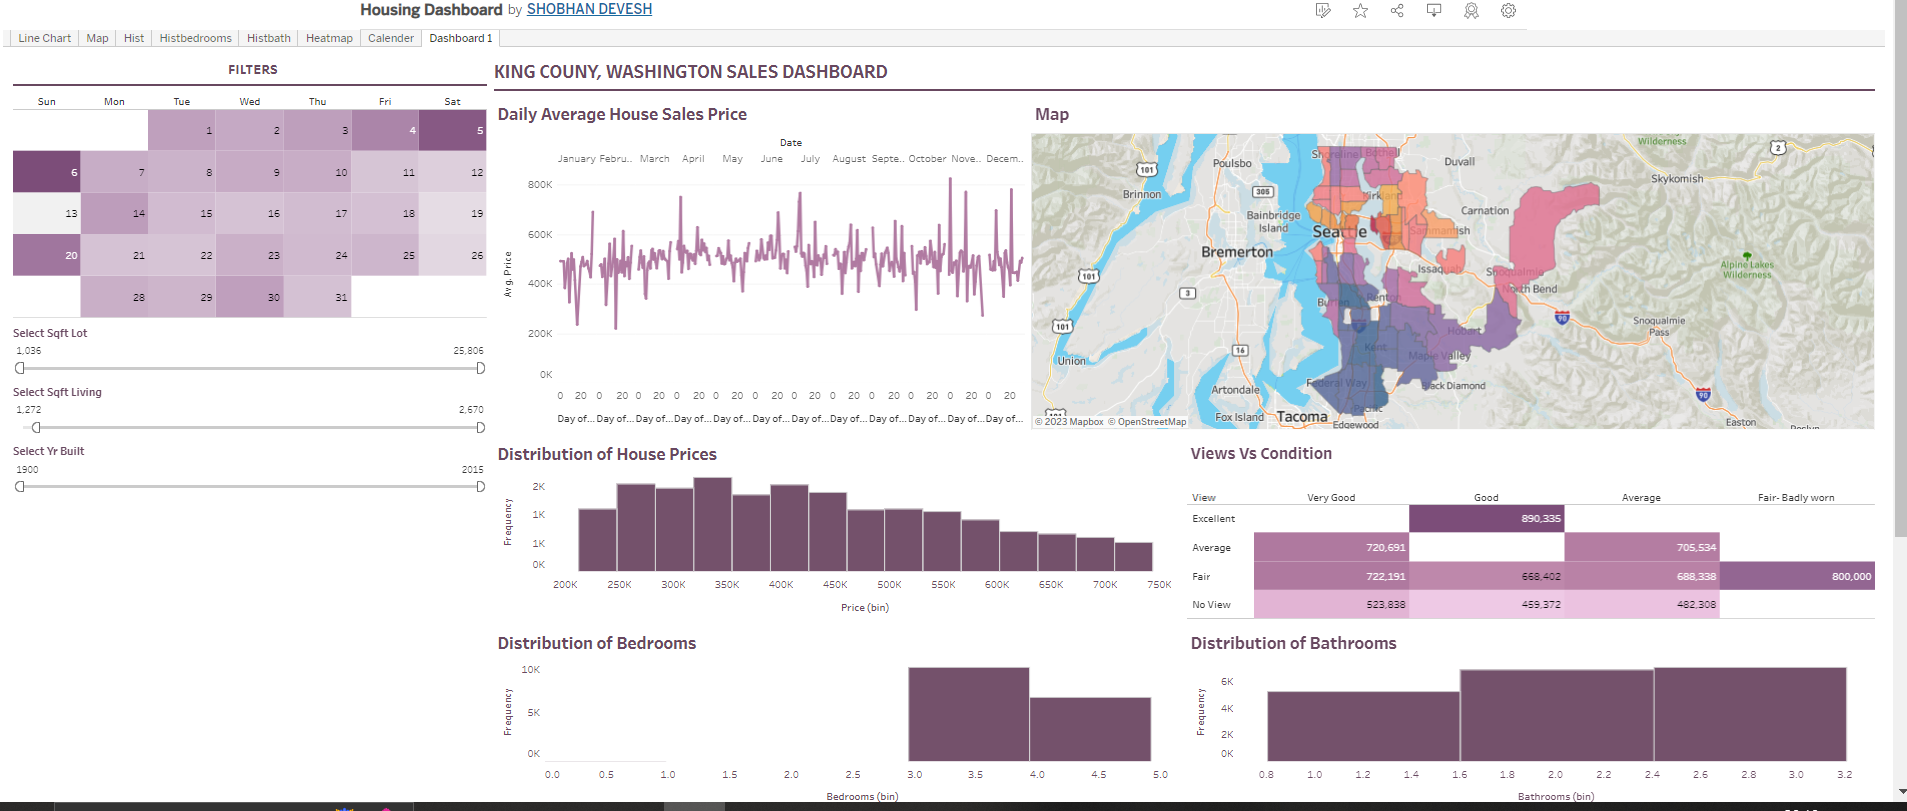 Housing Dashboard by SHOBHAN DEVESH
Line Chart Map Hist Histbedrooms Histbath Heatmap Calender Dashboard 1
FILTERS
Sun Mon Tue Wed Thu Fri Sat
1 2 3 4 5
6 7 8 9 10 11 12
13 14 15 16 17 18 19
20 21 22 23 24 25 26
28 29 30 31
Select Sqft Lot
1,036 25,806
Select Sqft Living
1,272 2,670
Select Yr Built
1900 2015
KING COUNY, WASHINGTON SALES DASHBOARD
Daily Average House Sales Price
Date
January Febru.. March April May June July August Septe.. October Nove.. Decem..
Avg. Price
800K
600K
400K
200K
0K
0 20 0 20 0 20 0 20 0 20 0 20 0 20 0 20 0 20 0 20 0 20 0 20
Day of... Day of... Day of... Day of... Day of... Day of... Day of... Day of... Day of... Day of... Day of... Day of...
Map
Wilderness
2
Shoreline Bothell
Poulsbo
Duvall
101
Skykomish
Brinnon
305
Kirkland
Bainbridge
Island
Carnation
Seattle
Sammamish
Bremerton
Alpine Lakes
Wilderness
101
Issaquah
Snoqualmie
3
North Bend
Burien
Renton
90
101
Hobart
Snoqualmie
Pass
16
Kent
Maple Valley
Union
Federal Way
Black Diamond
Artondale
90
Pacific
101
Fox Island
Tacoma
Edgewood
Easton
Roslyn
© 2023 Mapbox © OpenStreetMap
Distribution of House Prices
Frequency
2K
1K
1K
0K
200K 250K 300K 350K 400K 450K 500K 550K 600K 650K 700K 750K
Price (bin)
Views Vs Condition
View Very Good Good Average Fair- Badly worn
Excellent 890,335
Average 720,691 705,534
Fair 722,191 668,402 688,338 800,000
No View 523,838 459,372 482,308
Distribution of Bedrooms
Frequency
10K
5K
0K
0.0 0.5 1.0 1.5 2.0 2.5 3.0 3.5 4.0 4.5 5.0
Bedrooms (bin)
Distribution of Bathrooms
Frequency
6K
4K
2K
0K
0.8 1.0 1.2 1.4 1.6 1.8 2.0 2.2 2.4 2.6 2.8 3.0 3.2
Bathrooms (bin)